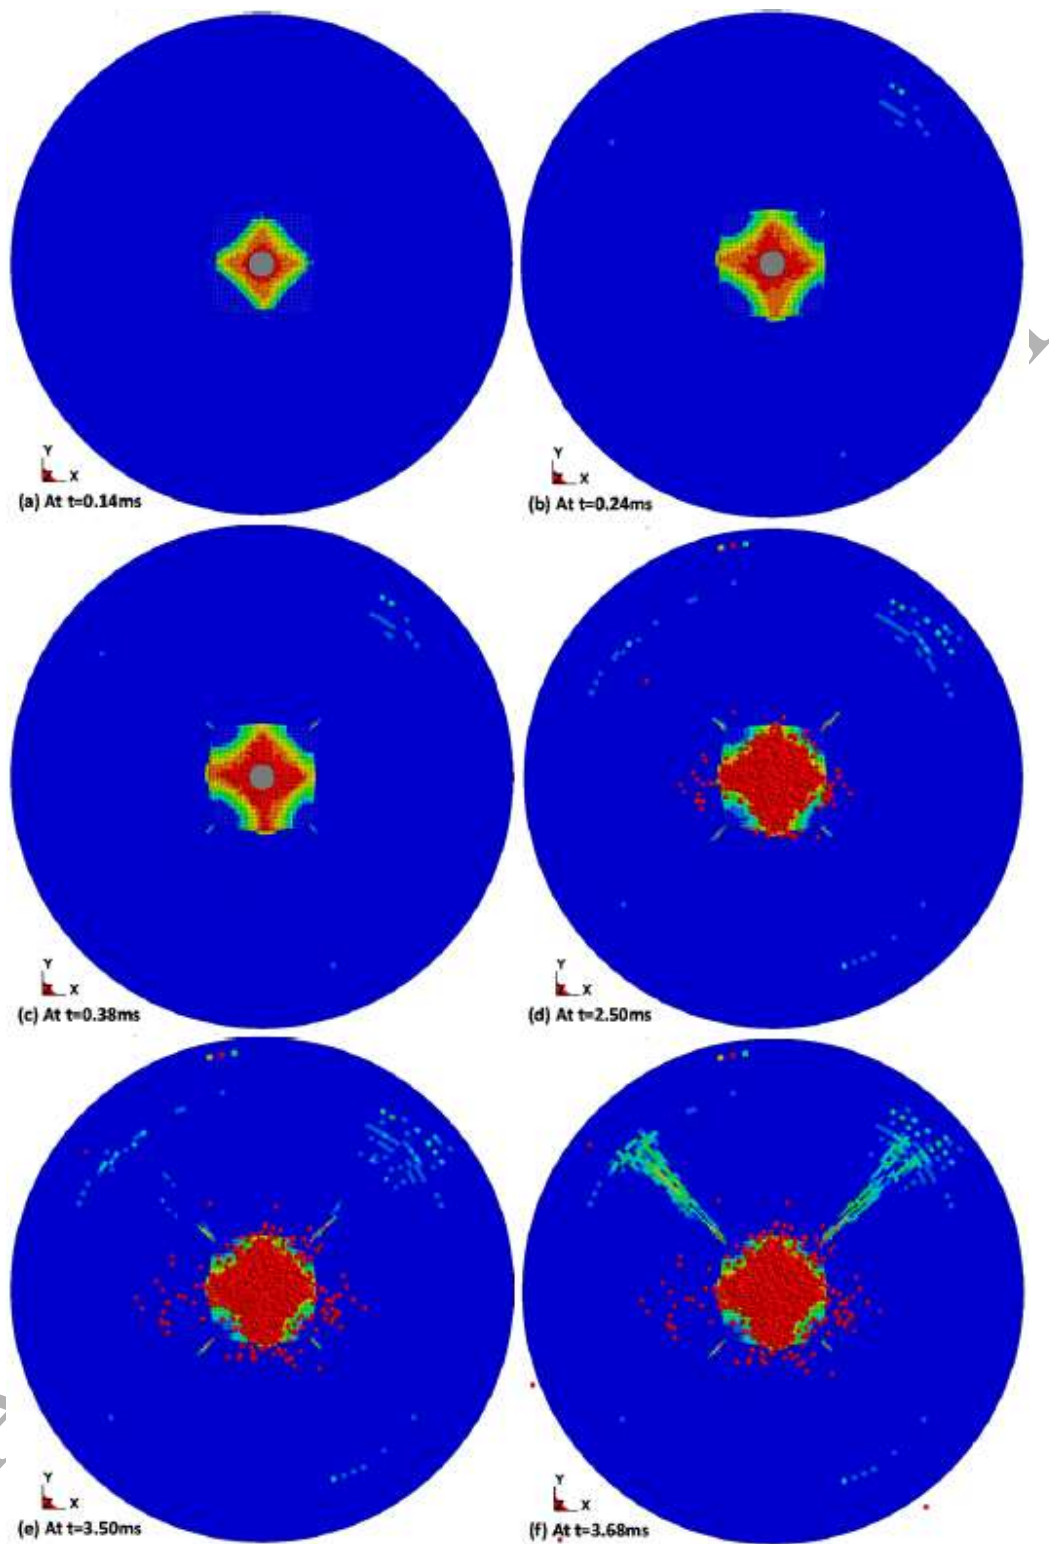 Y
Y
X
X
(a) At t=0.14ms
(b) At t=0.24ms
Y
Y
X
X
(c) At t=0.38ms
(d) At t=2.50ms
Y
Y
X
X
(e) At t=3.50ms
(f) At t=3.68ms